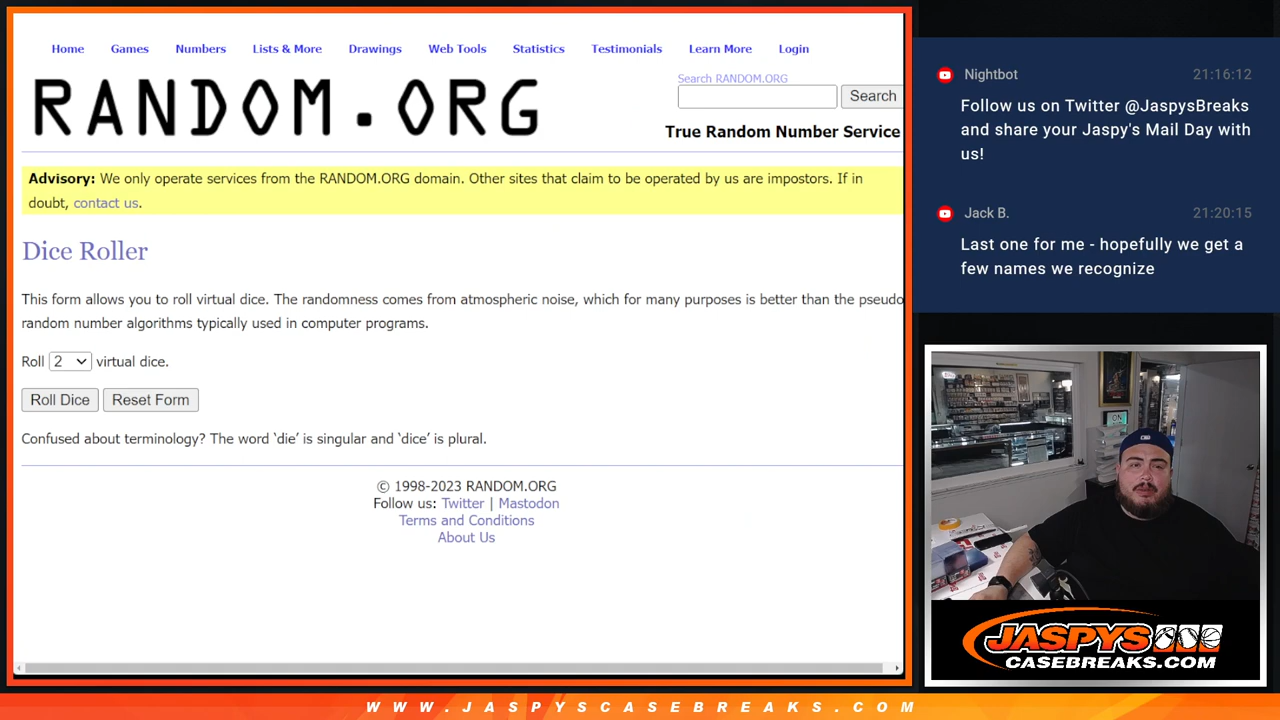 Home Games Numbers Lists & More Drawings Web Tools Statistics Testimonials Learn More Login
RANDOM.ORG
Search RANDOM.ORG
Search
True Random Number Service
Advisory: We only operate services from the RANDOM.ORG domain. Other sites that claim to be operated by us are impostors. If in
doubt, contact us.
Dice Roller
This form allows you to roll virtual dice. The randomness comes from atmospheric noise, which for many purposes is better than the pseudo
random number algorithms typically used in computer programs.
Roll 2 virtual dice.
Roll Dice Reset Form
Confused about terminology? The word ‘die’ is singular and ‘dice’ is plural.
© 1998-2023 RANDOM.ORG
Follow us: Twitter | Mastodon
Terms and Conditions
About Us
Nightbot 21:16:12
Follow us on Twitter @JaspysBreaks
and share your Jaspy's Mail Day with
us!
Jack B. 21:20:15
Last one for me - hopefully we get a
few names we recognize
ON
JASPYS
CASEBREAKS.COM
WWW.JASPYSCASEBREAKS.COM